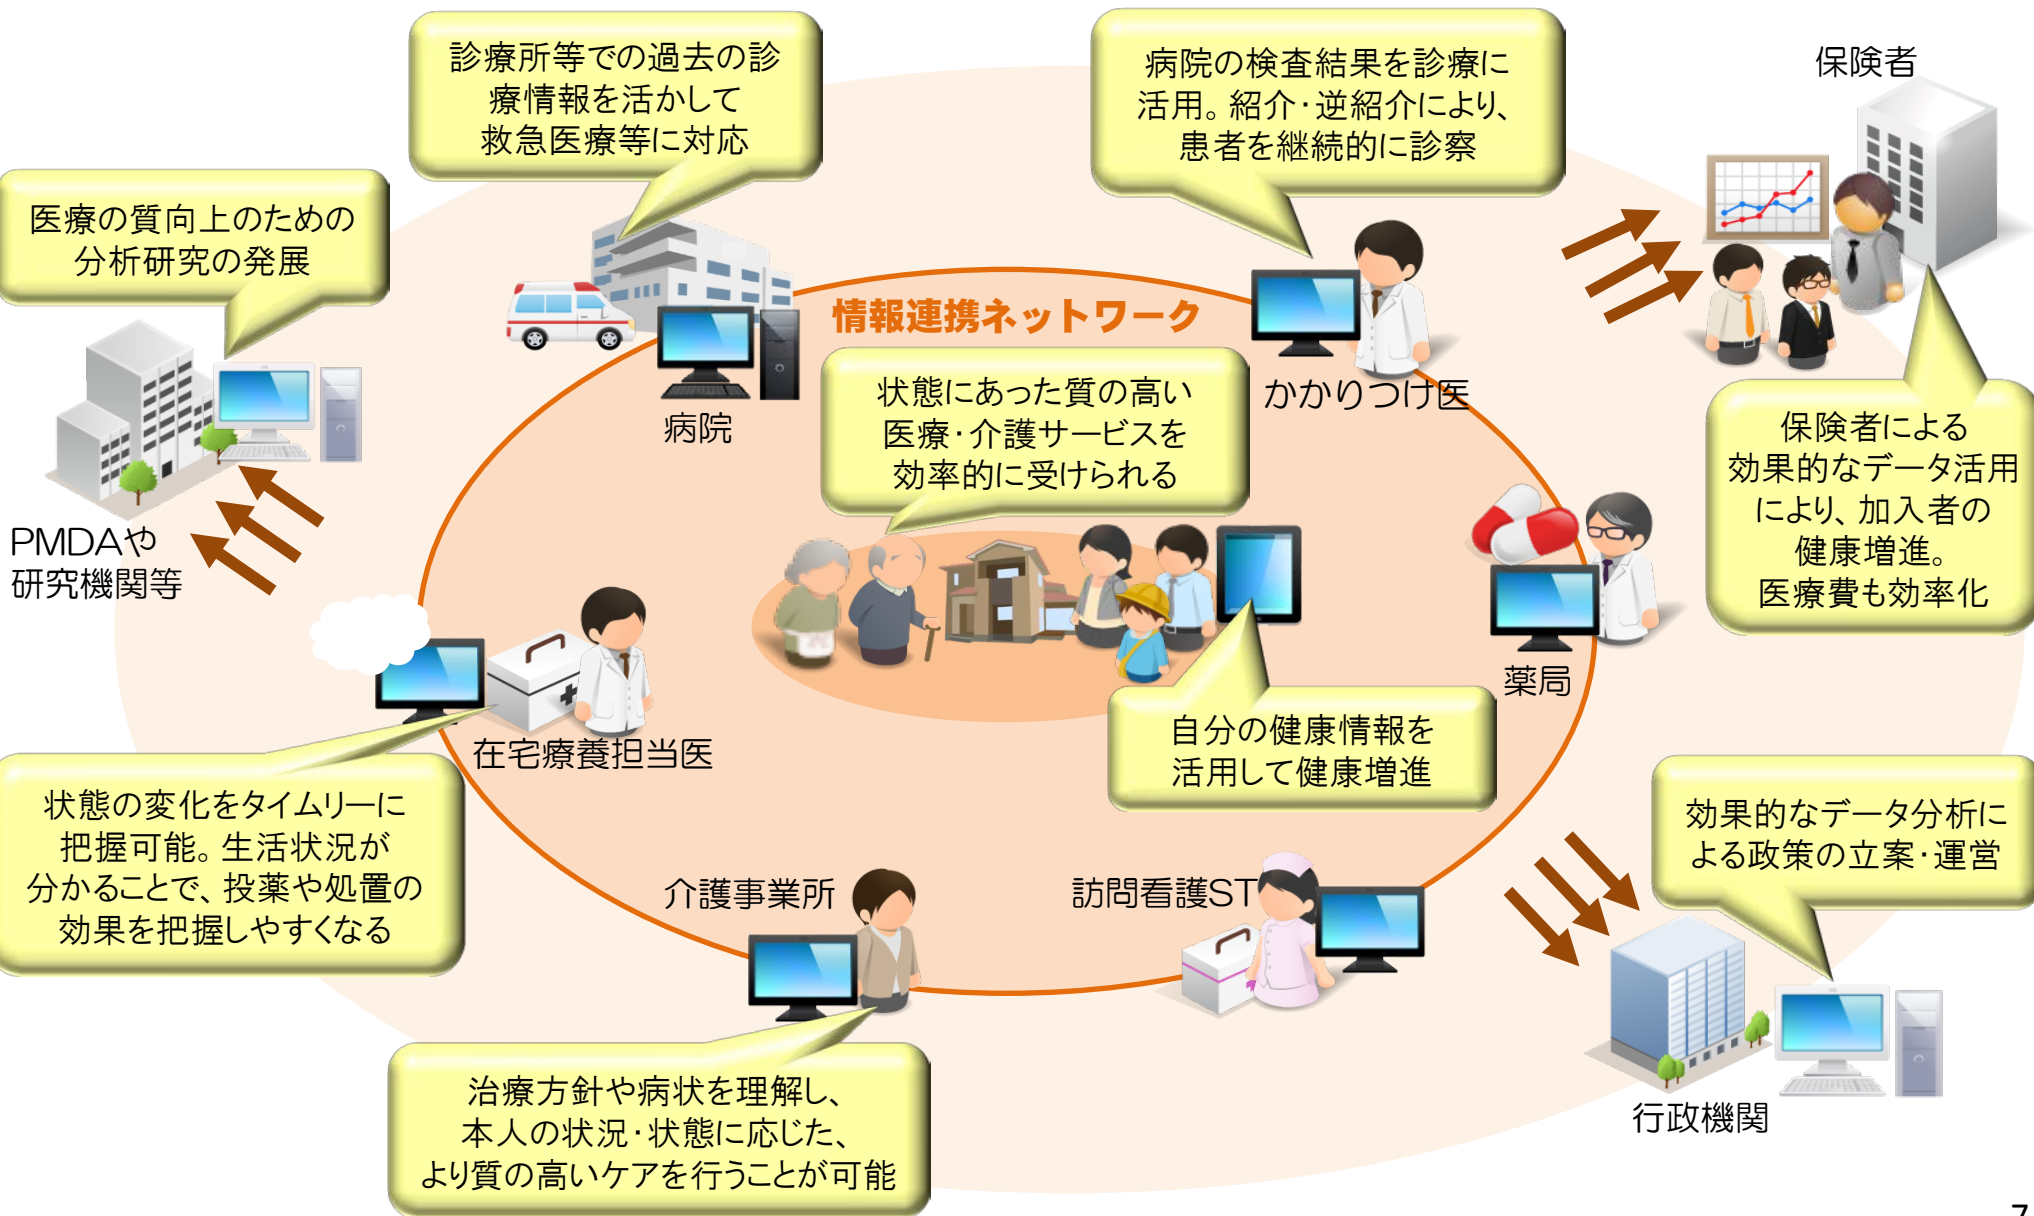 診療所等での過去の診
療情報を活かして
救急医療等に対応
病院の検査結果を診療に
活用。紹介・逆紹介により、
患者を継続的に診察
保険者
医療の質向上のための
分析研究の発展
情報連携ネットワーク
病院
かかりつけ医
状態にあった質の高い
医療・介護サービスを
効率的に受けられる
保険者による
効果的なデータ活用
により、加入者の
健康増進。
医療費も効率化
PMDAや
研究機関等
薬局
在宅療養担当医
自分の健康情報を
活用して健康増進
状態の変化をタイムリーに
把握可能。生活状況が
分かることで、投薬や処置の
効果を把握しやすくなる
効果的なデータ分析に
よる政策の立案・運営
介護事業所
訪問看護ST
治療方針や病状を理解し、
本人の状況・状態に応じた、
より質の高いケアを行うことが可能
行政機関
7